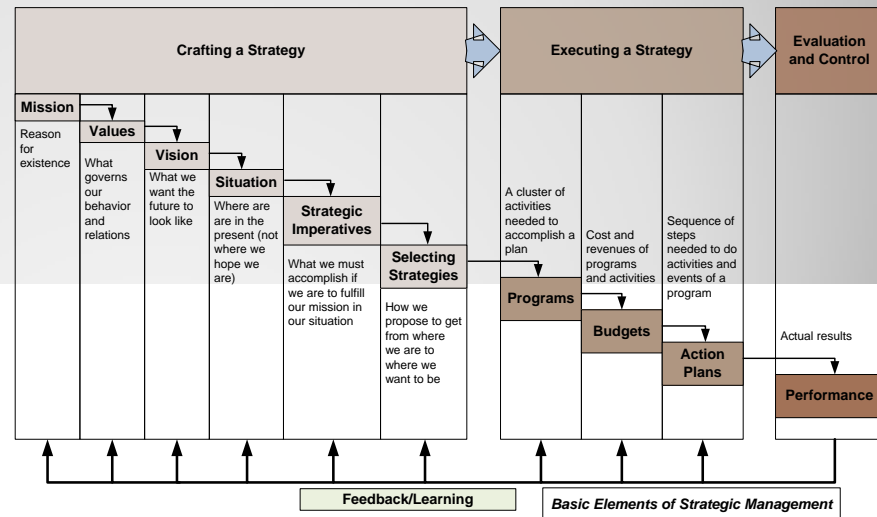 Crafting a Strategy
Executing a Strategy
Evaluation
and Control
Mission
Reason
for
existence
Values
What
governs
our
behavior
and
relations
Vision
What we
want the
future to
look like
Situation
Where are
are in the
present (not
where we
hope we
are)
Strategic
Imperatives
What we must
accomplish if
we are to fulfill
our mission in
our situation
Selecting
Strategies
How we
propose to get
from where
we are to
where we
want to be
A cluster of
activities
needed to
accomplish a
plan
Programs
Cost and
revenues of
programs
and activities
Budgets
Sequence of
steps
needed to do
activities and
events of a
program
Action
Plans
Actual results
Performance
Feedback/Learning
Basic Elements of Strategic Management